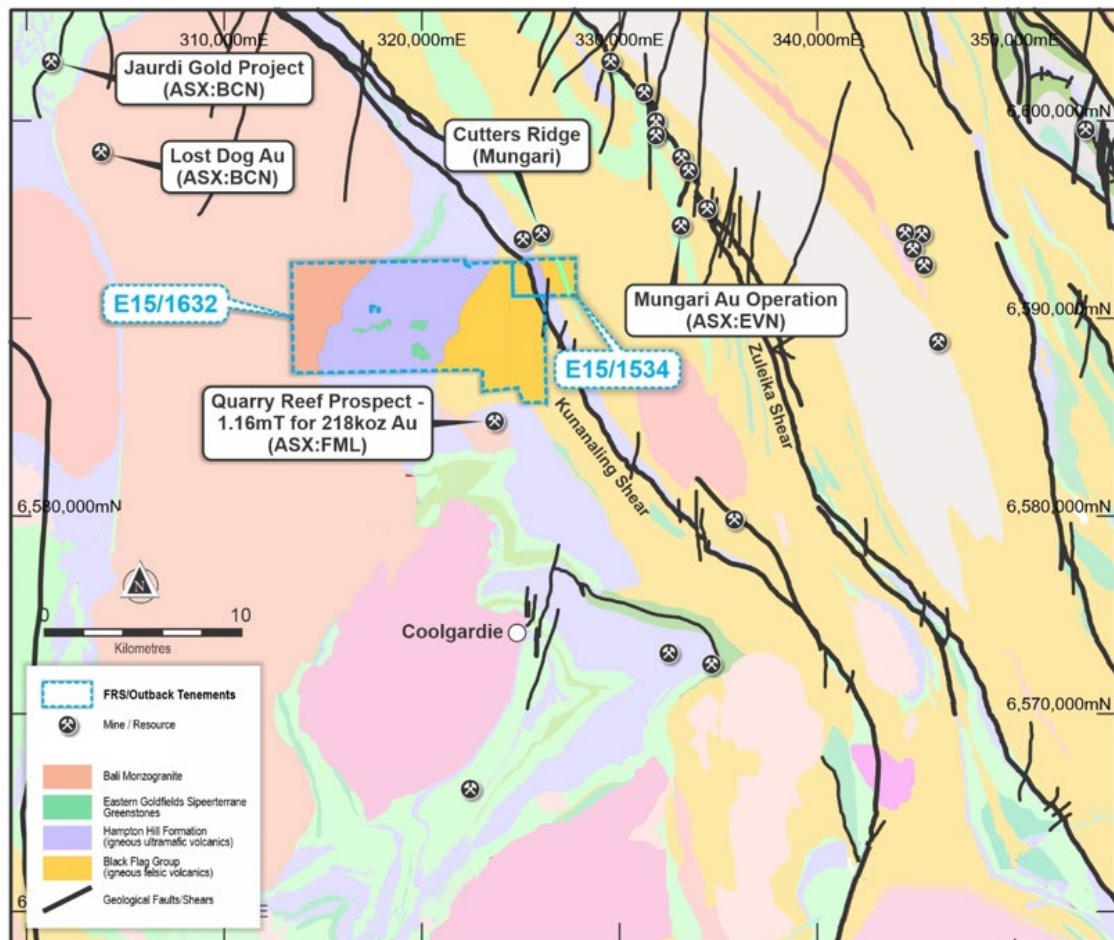 310,000mE
320,000mE
330,000mE
340,000mE
350,000mE
Jaurdi Gold Project
(ASX:BCN)
6,600,000mN
Cutters Ridge
(Mungari)
Lost Dog Au
(ASX:BCN)
E15/1632
Mungari Au Operation
(ASX:EVN)
6,590,000mN
E15/1534
Zuleika Shear
Quarry Reef Prospect -
1.16mT for 218koz Au
(ASX:FML)
Kunanaling Shear
6,580,000mN
6,580,000mN
N
0
10
Kilometres
Coolgardie
FRS/Outback Tenements
Mine / Resource
6,570,000mN
Bali Monzogranite
Eastern Goldfields Sipeerterrane
Greenstones
Hampton Hill Formation
(igneous ultramafic volcanics)
Black Flag Group
(igneous felsic volcanics)
Geological Faults/Shears